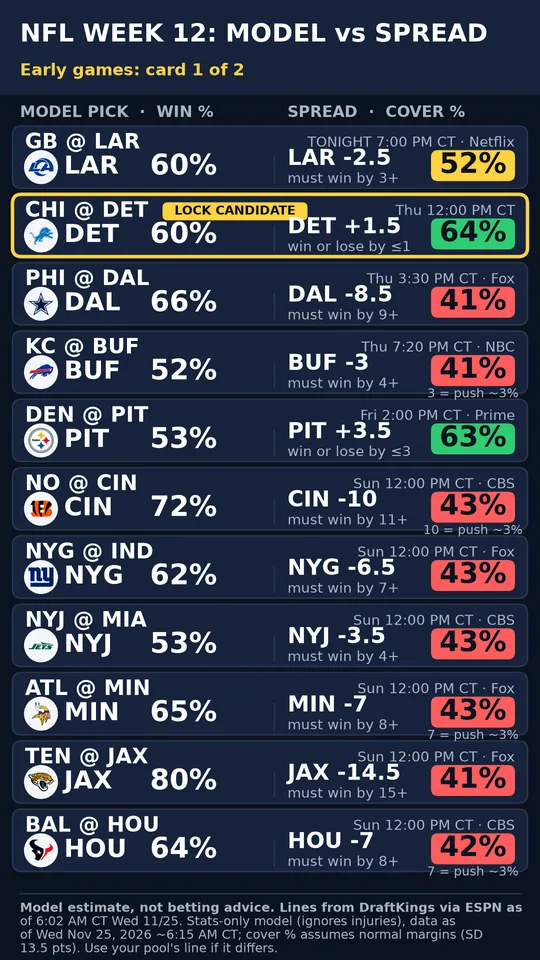 NFL WEEK 12: MODEL vs SPREAD
Early games: card 1 of 2
MODEL PICK · WIN %
SPREAD · COVER %
GB @ LAR
TONIGHT 7:00 PM CT · Netflix
LAR 60%
LAR -2.5
52%
must win by 3+
CHI @ DET
LOCK CANDIDATE
Thu 12:00 PM CT
DET 60%
DET +1.5
64%
win or lose by ≤1
PHI @ DAL
Thu 3:30 PM CT · Fox
DAL 66%
DAL -8.5
41%
must win by 9+
KC @ BUF
Thu 7:20 PM CT · NBC
BUF 52%
BUF -3
41%
must win by 4+
3 = push ~3%
DEN @ PIT
Fri 2:00 PM CT · Prime
PIT 53%
PIT +3.5
63%
win or lose by ≤3
NO @ CIN
Sun 12:00 PM CT · CBS
CIN 72%
CIN -10
43%
must win by 11+
10 = push ~3%
NYG @ IND
Sun 12:00 PM CT · Fox
ny
NYG 62%
NYG -6.5
43%
must win by 7+
NYJ @ MIA
Sun 12:00 PM CT · CBS
JETS
NYJ 53%
NYJ -3.5
43%
must win by 4+
ATL @ MIN
Sun 12:00 PM CT · Fox
MIN 65%
MIN -7
43%
must win by 8+
7 = push ~3%
TEN @ JAX
Sun 12:00 PM CT · Fox
JAX 80%
JAX -14.5
41%
must win by 15+
BAL @ HOU
Sun 12:00 PM CT · CBS
HOU 64%
HOU -7
42%
must win by 8+
7 = push ~3%
Model estimate, not betting advice. Lines from DraftKings via ESPN as
of 6:02 AM CT Wed 11/25. Stats-only model (ignores injuries), data as
of Wed Nov 25, 2026 ~6:15 AM CT; cover % assumes normal margins (SD
13.5 pts). Use your pool's line if it differs.